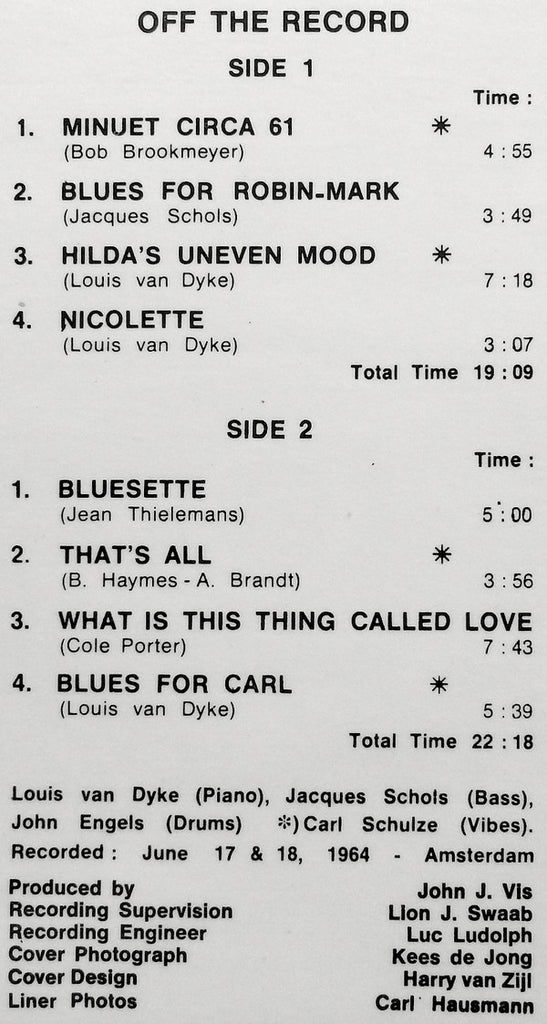 OFF THE RECORD
SIDE 1
Time :
1. MINUET CIRCA 61 *
(Bob Brookmeyer) 4 : 55
2. BLUES FOR ROBIN-MARK
(Jacques Schols) 3 : 49
3. HILDA'S UNEVEN MOOD *
(Louis van Dyke) 7 : 18
4. NICOLETTE
(Louis van Dyke) 3 : 07
Total Time 19 : 09
SIDE 2
Time :
1. BLUESETTE
(Jean Thielemans) 5 : 00
2. THAT'S ALL *
(B. Haymes - A. Brandt) 3 : 56
3. WHAT IS THIS THING CALLED LOVE
(Cole Porter) 7 : 43
4. BLUES FOR CARL *
(Louis van Dyke) 5 : 39
Total Time 22 : 18
Louis van Dyke (Piano), Jacques Schols (Bass),
John Engels (Drums) *) Carl Schulze (Vibes).
Recorded : June 17 & 18, 1964 - Amsterdam
Produced by John J. Vis
Recording Supervision Lion J. Swaab
Recording Engineer Luc Ludolph
Cover Photograph Kees de Jong
Cover Design Harry van Zijl
Liner Photos Carl Hausmann